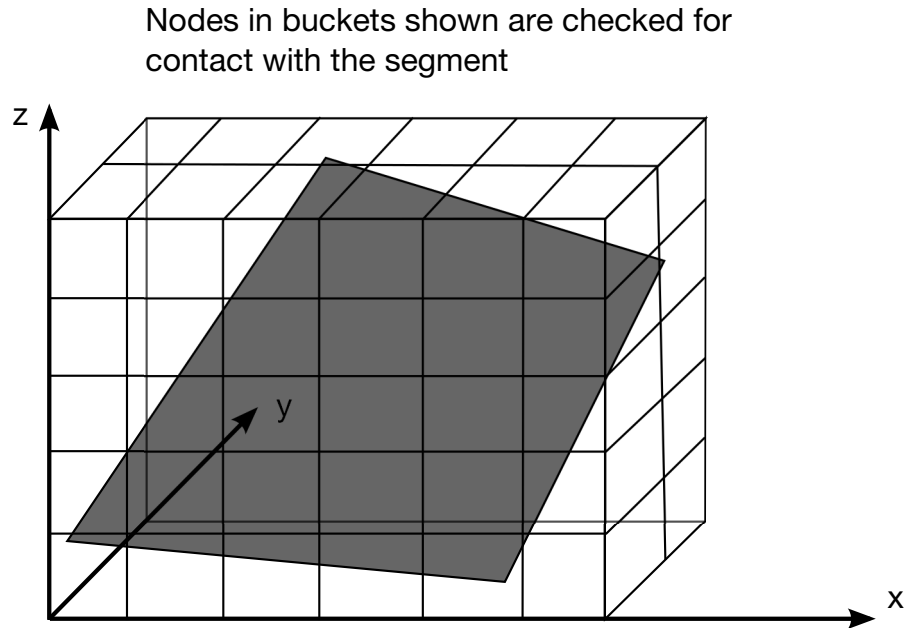 Nodes in buckets shown are checked for
contact with the segment
z
y
x